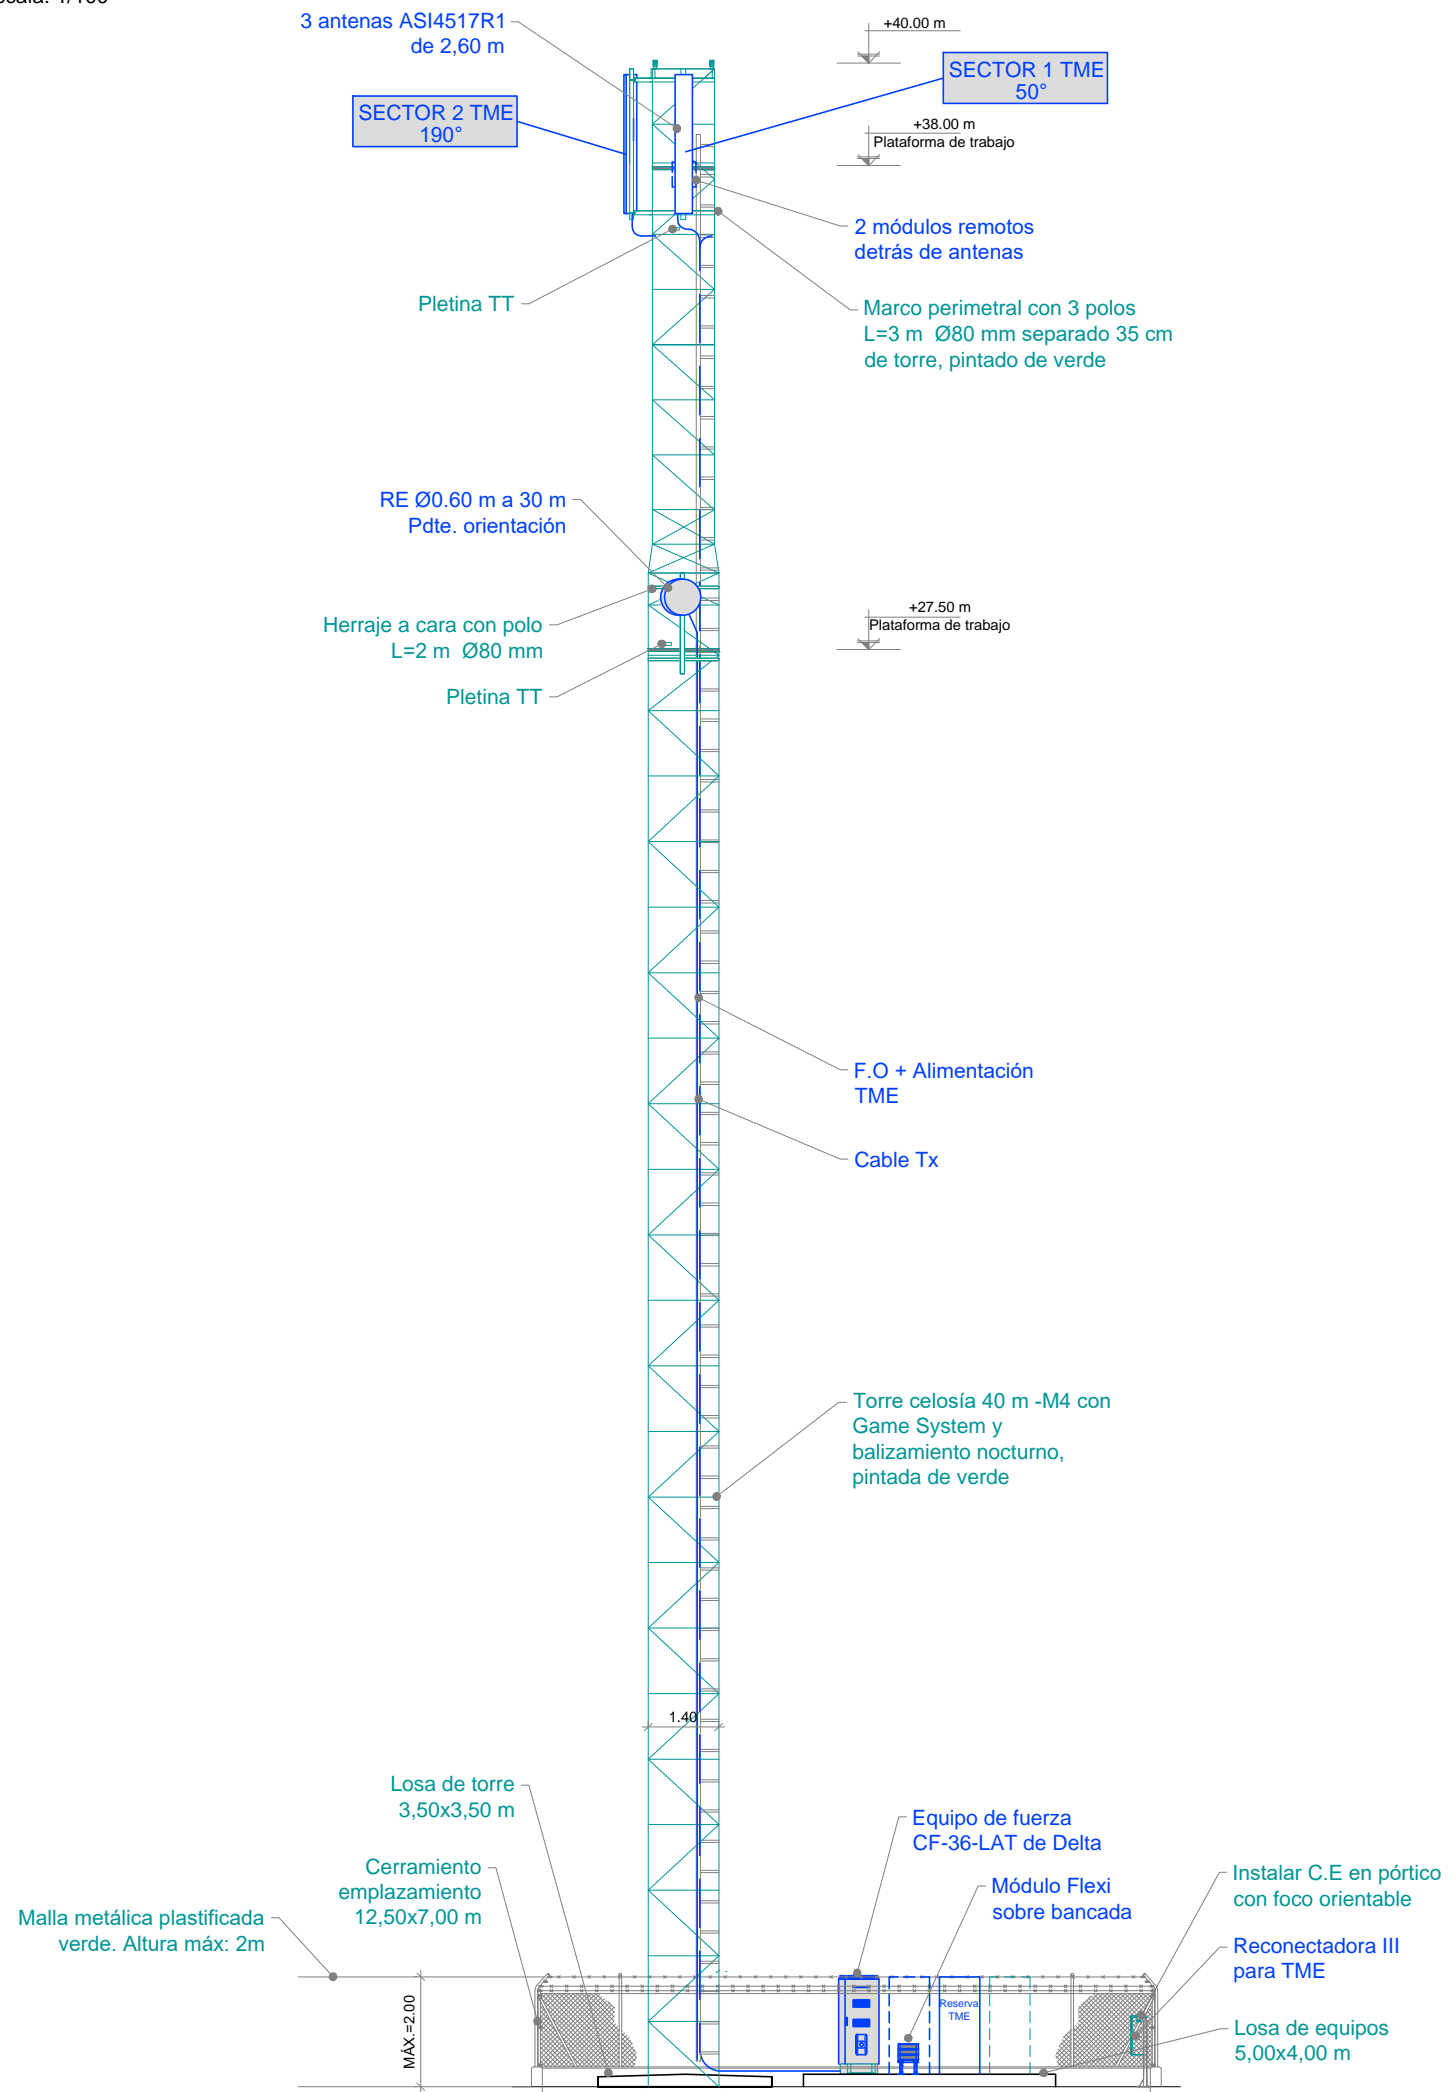 3 antenas ASI4517R1
de 2,60 m
+40.00 m
SECTOR 1 TME
50°
SECTOR 2 TME
190°
+38.00 m
Plataforma de trabajo
2 módulos remotos
detrás de antenas
Pletina TT
Marco perimetral con 3 polos
L=3 m Ø80 mm separado 35 cm
de torre, pintado de verde
RE Ø0.60 m a 30 m
Pdte. orientación
+27.50 m
Plataforma de trabajo
Herraje a cara con polo
L=2 m Ø80 mm
Pletina TT
F.O + Alimentación
TME
Cable Tx
Torre celosía 40 m -M4 con
Game System y
balizamiento nocturno,
pintada de verde
1.40
Losa de torre
3,50x3,50 m
Equipo de fuerza
CF-36-LAT de Delta
Cerramiento
emplazamiento
12,50x7,00 m
Módulo Flexi
sobre bancada
Instalar C.E en pórtico
con foco orientable
Malla metálica plastificada
verde. Altura máx: 2m
Reconectadora III
para TME
MÁX.=2.00
Reserva
TME
Losa de equipos
5,00x4,00 m